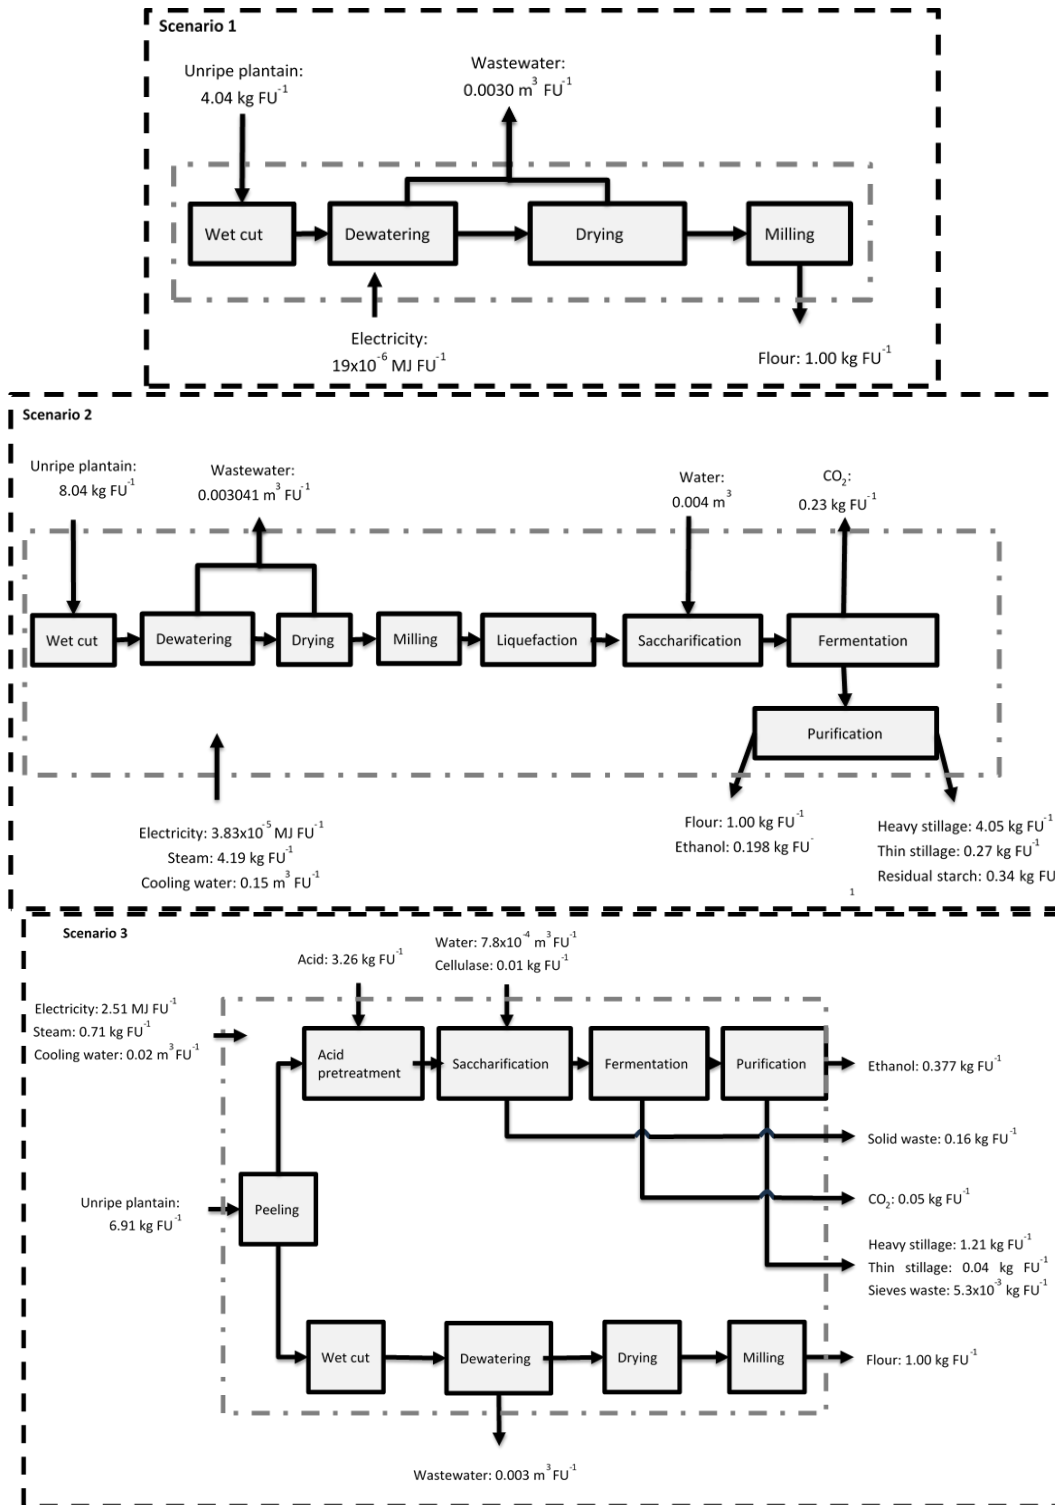 Scenario 1
Unripe plantain:
4.04 kg FU⁻¹
Wastewater:
0.0030 m³ FU⁻¹
Wet cut
Dewatering
Drying
Milling
Electricity:
19x10⁻⁶ MJ FU⁻¹
Flour: 1.00 kg FU⁻¹
Scenario 2
Unripe plantain:
8.04 kg FU⁻¹
Wastewater:
0.003041 m³ FU⁻¹
Water:
0.004 m³
CO₂:
0.23 kg FU⁻¹
Wet cut
Dewatering
Drying
Milling
Liquefaction
Saccharification
Fermentation
Purification
Electricity: 3.83x10⁻⁵ MJ FU⁻¹
Steam: 4.19 kg FU⁻¹
Cooling water: 0.15 m³ FU⁻¹
Flour: 1.00 kg FU⁻¹
Ethanol: 0.198 kg FU⁻
1
Heavy stillage: 4.05 kg FU⁻¹
Thin stillage: 0.27 kg FU⁻¹
Residual starch: 0.34 kg FU
Scenario 3
Acid: 3.26 kg FU⁻¹
Water: 7.8x10⁻⁴ m³ FU⁻¹
Cellulase: 0.01 kg FU⁻¹
Electricity: 2.51 MJ FU⁻¹
Steam: 0.71 kg FU⁻¹
Cooling water: 0.02 m³ FU⁻¹
Acid
pretreatment
Saccharification
Fermentation
Purification
Ethanol: 0.377 kg FU⁻¹
Solid waste: 0.16 kg FU⁻¹
Unripe plantain:
6.91 kg FU⁻¹
Peeling
CO₂: 0.05 kg FU⁻¹
Heavy stillage: 1.21 kg FU⁻¹
Thin stillage: 0.04 kg FU⁻¹
Sieves waste: 5.3x10⁻³ kg FU⁻¹
Wet cut
Dewatering
Drying
Milling
Flour: 1.00 kg FU⁻¹
Wastewater: 0.003 m³ FU⁻¹